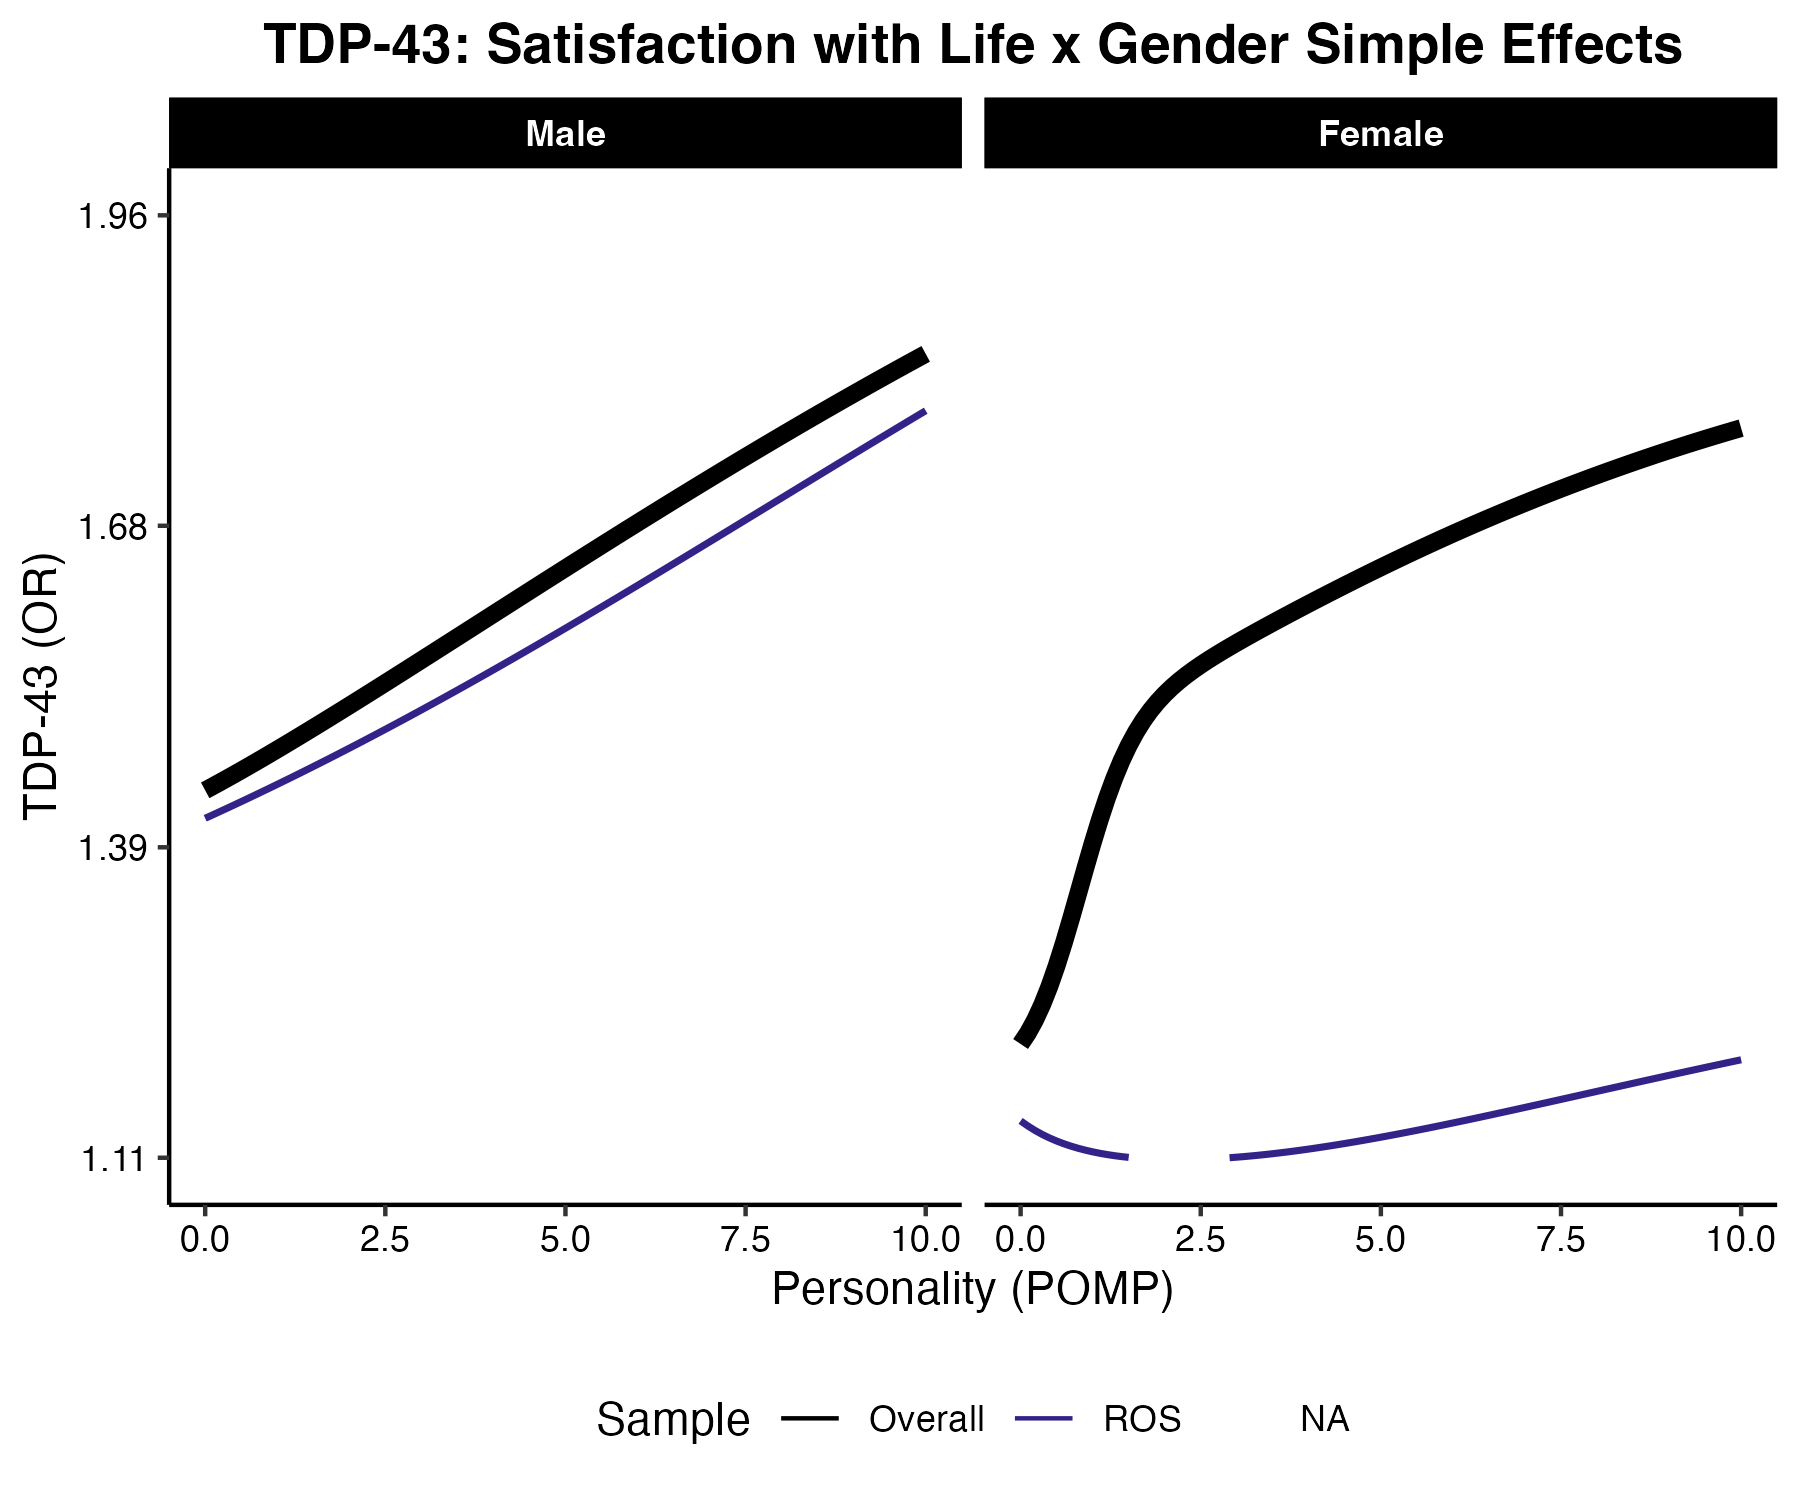 TDP-43: Satisfaction with Life x Gender Simple Effects
Male
Female
TDP-43 (OR)
1.96
1.68
1.39
1.11
0.0 2.5 5.0 7.5 10.0
0.0 2.5 5.0 7.5 10.0
Personality (POMP)
Sample Overall ROS NA